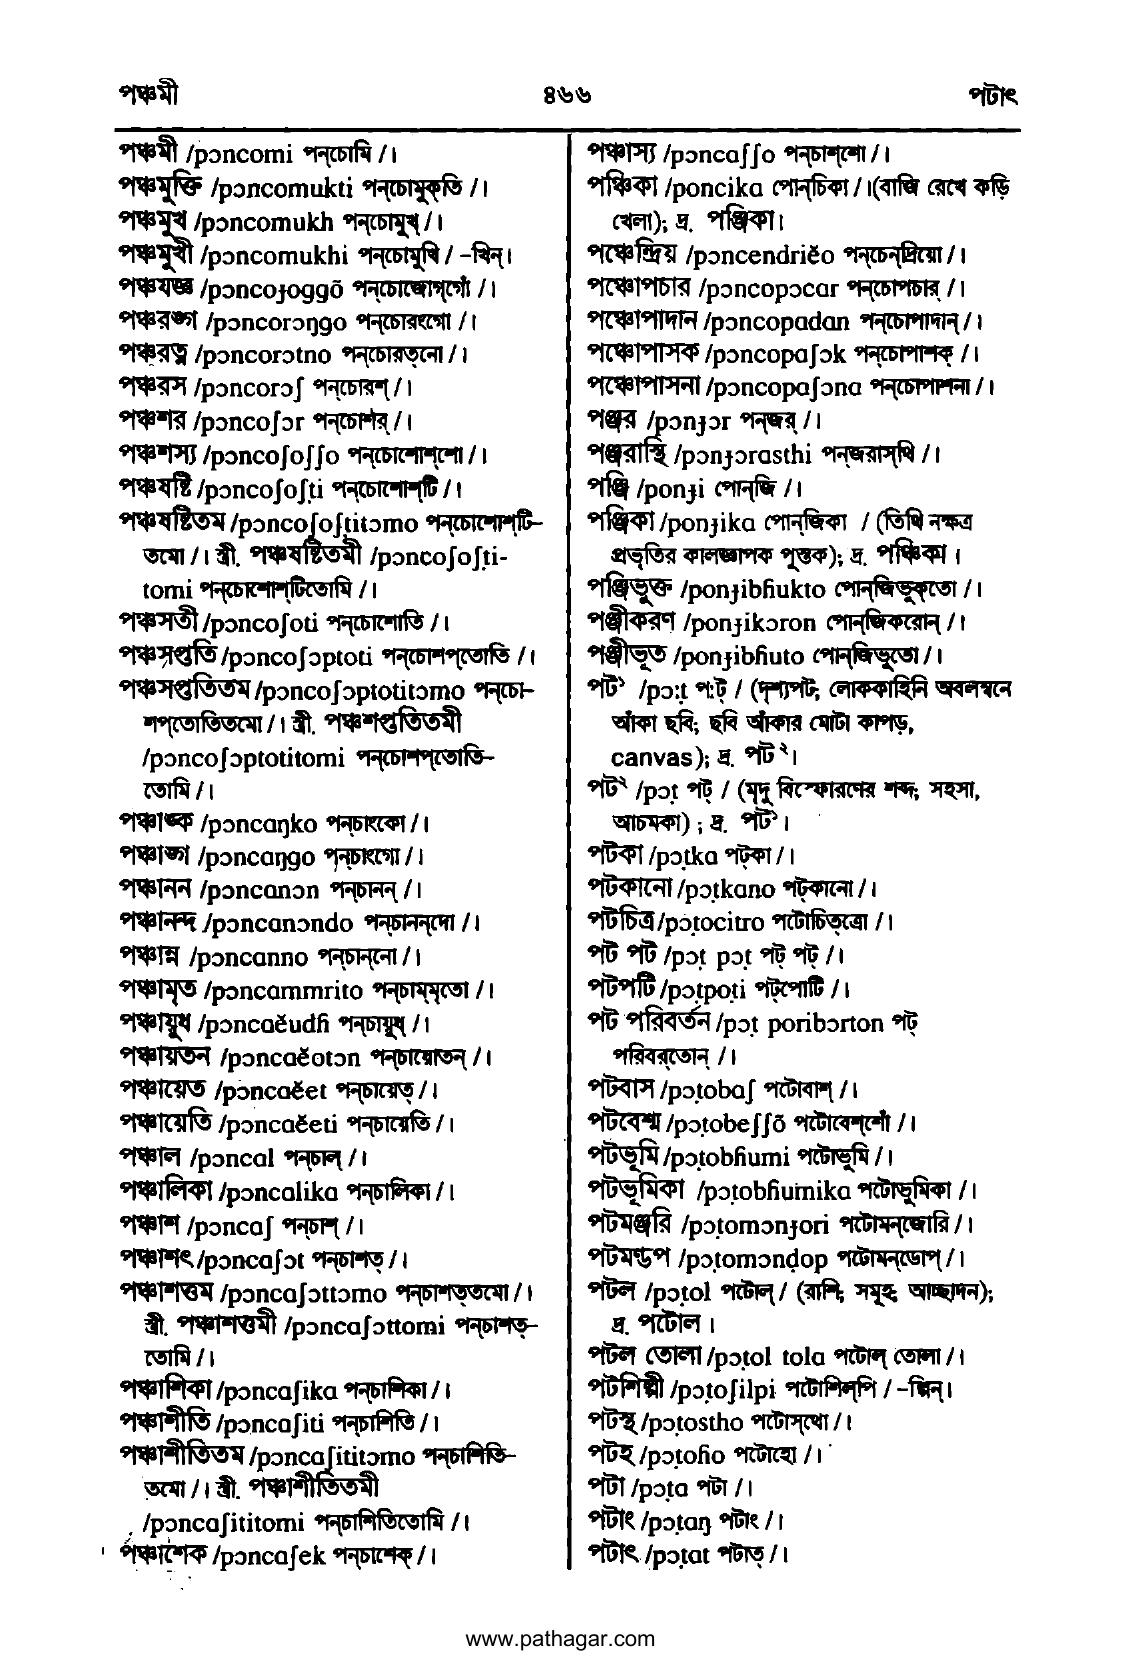 পঞ্চমী ৪৬৬ পটাৎ
পঞ্চমী /pɔncomi পন্‌চোমি /।
পঞ্চমুক্তি /pɔncomukti পন্‌চোমুক্‌তি /।
পঞ্চমুখ /pɔncomukh পন্‌চোমুখ্ /।
পঞ্চমুখী /pɔncomukhi পন্‌চোমুখি / -খিন্।
পঞ্চযজ্ঞ /pɔncoɟoggõ পন্‌চোজোগ্‌গোঁ /।
পঞ্চরঙ্গ /pɔncorɔŋgo পন্‌চোরংগো /।
পঞ্চরত্ন /pɔncorɔtno পন্‌চোরত্‌নো /।
পঞ্চরস /pɔncorɔʃ পন্‌চোরশ্ /।
পঞ্চশর /pɔncoʃɔr পন্‌চোশর্ /।
পঞ্চশস্য /pɔncoʃoʃʃo পন্‌চোশোশ্‌শো /।
পঞ্চষষ্টি /pɔncoʃoʃṭi পন্‌চোশোশ্‌টি /।
পঞ্চষষ্টিতম /pɔncoʃoʃṭitɔmo পন্‌চোশোশ্‌টি–
তমো /। স্ত্রী. পঞ্চষষ্টিতমী /pɔncoʃoʃṭi-
tomi পন্‌চোশোশ্‌টিতোমি /।
পঞ্চসতী /pɔncoʃoti পন্‌চোশোতি /।
পঞ্চসপ্ততি /pɔncoʃɔptoti পন্‌চোশপ্‌তোতি /।
পঞ্চসপ্ততিতম /pɔncoʃɔptotitɔmo পন্‌চো–
শপ্‌তোতিতমো /। স্ত্রী. পঞ্চশপ্ততিতমী
/pɔncoʃɔptotitomi পন্‌চোশপ্‌তোতি–
তোমি /।
পঞ্চাঙ্ক /pɔncaŋko পন্‌চাংকো /।
পঞ্চাঙ্গ /pɔncaŋgo পন্‌চাংগো /।
পঞ্চানন /pɔncanɔn পন্‌চানন্ /।
পঞ্চানন্দ /pɔncanɔndo পন্‌চানন্‌দো /।
পঞ্চান্ন /pɔncanno পন্‌চান্‌নো /।
পঞ্চামৃত /pɔncammrito পন্‌চাম্‌মৃতো /।
পঞ্চায়ুধ /pɔncaĕudɦ পন্‌চায়ুধ্ /।
পঞ্চায়তন /pɔncaĕotɔn পন্‌চায়োতন্ /।
পঞ্চায়েত /pɔncaĕet পন্‌চায়েত্ /।
পঞ্চায়েতি /pɔncaĕeti পন্‌চায়েতি /।
পঞ্চাল /pɔncal পন্‌চাল্ /।
পঞ্চালিকা /pɔncalika পন্‌চালিকা /।
পঞ্চাশ /pɔncaʃ পন্‌চাশ্ /।
পঞ্চাশৎ /pɔncaʃɔt পন্‌চাশত্ /।
পঞ্চাশত্তম /pɔncaʃɔttɔmo পন্‌চাশত্‌তমো /।
স্ত্রী. পঞ্চাশত্তমী /pɔncaʃɔttomi পন্‌চাশত্–
তোমি /।
পঞ্চাশিকা /pɔncaʃika পন্‌চাশিকা /।
পঞ্চাশীতি /pɔncaʃiti পন্‌চাশিতি /।
পঞ্চাশীতিতম /pɔncaʃititɔmo পন্‌চাশিতি–
তমো /। স্ত্রী. পঞ্চাশীতিতমী
/pɔncaʃititomi পন্‌চাশিতিতোমি /।
পঞ্চাশেক /pɔncaʃek পন্‌চাশেক্ /।
পঞ্চাস্য /pɔncaʃʃo পন্‌চাশ্‌শো /।
পঞ্চিকা /poncika পোন্‌চিকা /।(বাজি রেখে কড়ি
খেলা); দ্র. পঞ্জিকা।
পঞ্চেন্দ্রিয় /pɔncendriĕo পন্‌চেন্‌দ্রিয়ো /।
পঞ্চোপচার /pɔncopɔcar পন্‌চোপচার্ /।
পঞ্চোপাদান /pɔncopadan পন্‌চোপাদান্ /।
পঞ্চোপাসক /pɔncopaʃɔk পন্‌চোপাশক্ /।
পঞ্চোপাসনা /pɔncopaʃɔna পন্‌চোপাশনা /।
পঞ্জর /pɔnɟɔr পন্‌জর্ /।
পঞ্জরাস্থি /pɔnɟɔrasthi পন্‌জরাস্‌থি /।
পঞ্জি /ponɟi পোন্‌জি /।
পঞ্জিকা /ponɟika পোন্‌জিকা / (তিথি নক্ষত্র
প্রভৃতির কালজ্ঞাপক পুস্তক); দ্র. পঞ্চিকা।
পঞ্জিভুক্ত /ponɟibɦukto পোন্‌জিভুক্‌তো /।
পঞ্জীকরণ /ponɟikɔron পোন্‌জিকরোন্ /।
পঞ্জীভূত /ponɟibɦuto পোন্‌জিভুতো /।
পট¹ /pɔ:ṭ প:ট্ / (দৃশ্যপট; লোককাহিনি অবলম্বনে
আঁকা ছবি; ছবি আঁকার মোটা কাপড়,
canvas); দ্র. পট²।
পট² /pɔṭ পট্ / (মৃদু বিস্ফোরণের শব্দ; সহসা,
আচমকা) ; দ্র. পট¹।
পটকা /pɔṭka পট্‌কা /।
পটকানো /pɔṭkano পট্‌কানো /।
পটচিত্র /pɔṭocitro পটোচিত্‌ত্রো /।
পট পট /pɔṭ pɔṭ পট্ পট্ /।
পটপটি /pɔṭpoṭi পট্‌পোটি /।
পট পরিবর্তন /pɔṭ poribɔrton পট্
পরিবর্‌তোন্ /।
পটবাস /pɔṭobaʃ পটোবাশ্ /।
পটবেশ্ম /pɔṭobeʃʃõ পটোবেশ্‌শোঁ /।
পটভূমি /pɔṭobɦumi পটোভুমি /।
পটভূমিকা /pɔṭobɦumika পটোভুমিকা /।
পটমঞ্জরি /pɔṭomɔnɟori পটোমন্‌জোরি /।
পটমণ্ডপ /pɔṭomɔnḍop পটোমন্‌ডোপ্ /।
পটল /pɔṭol পটোল্ / (রাশি; সমূহ; আচ্ছাদন);
দ্র. পটোল।
পটল তোলা /pɔṭol tola পটোল্ তোলা /।
পটশিল্পী /pɔṭoʃilpi পটোশিল্‌পি / -ল্পিন্।
পটস্থ /pɔṭostho পটোস্‌থো /।
পটহ /pɔṭoɦo পটোহো /।
পটা /pɔṭa পটা /।
পটাং /pɔṭaŋ পটাং /।
পটাৎ /pɔṭat পটাত্ /।
www.pathagar.com